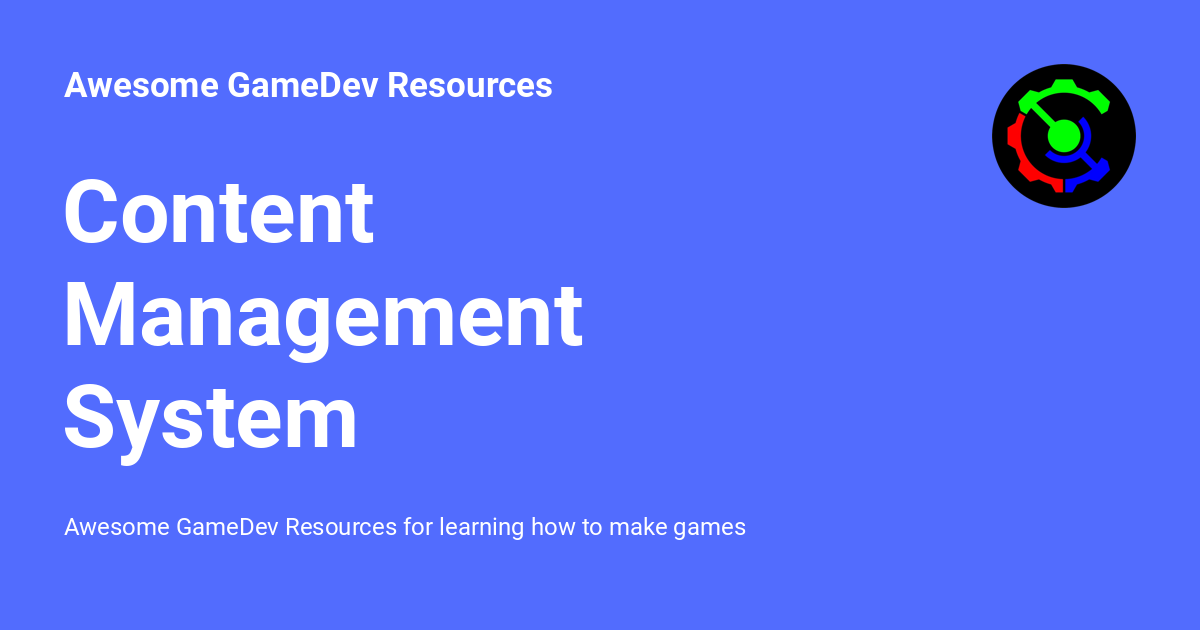 Awesome GameDev Resources
Content
Management
System
Awesome GameDev Resources for learning how to make games